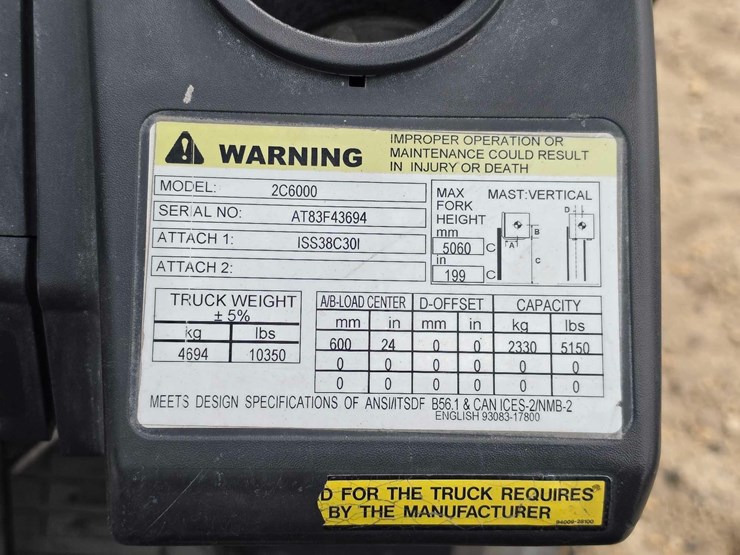 WARNING
IMPROPER OPERATION OR
MAINTENANCE COULD RESULT
IN INJURY OR DEATH
MODEL: 2C6000
SERIAL NO: AT83F43694
ATTACH 1: ISS38C30I
ATTACH 2:
MAX FORK HEIGHT
mm
5060 C
in
199 C
MAST:VERTICAL
D
B
A
C
TRUCK WEIGHT
± 5%
kg lbs
4694 10350
A/B-LOAD CENTER D-OFFSET CAPACITY
mm in mm in kg lbs
600 24 0 0 2330 5150
0 0 0 0 0 0
0 0 0 0 0 0
MEETS DESIGN SPECIFICATIONS OF ANSI/ITSDF B56.1 & CAN ICES-2/NMB-2
ENGLISH 93083-17800
D FOR THE TRUCK REQUIRES
BY THE MANUFACTURER